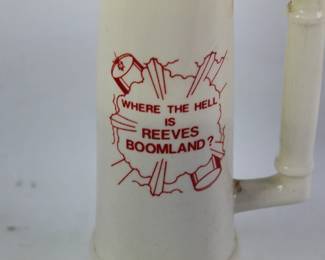 WHERE THE HELL
IS
REEVES
BOOMLAND?